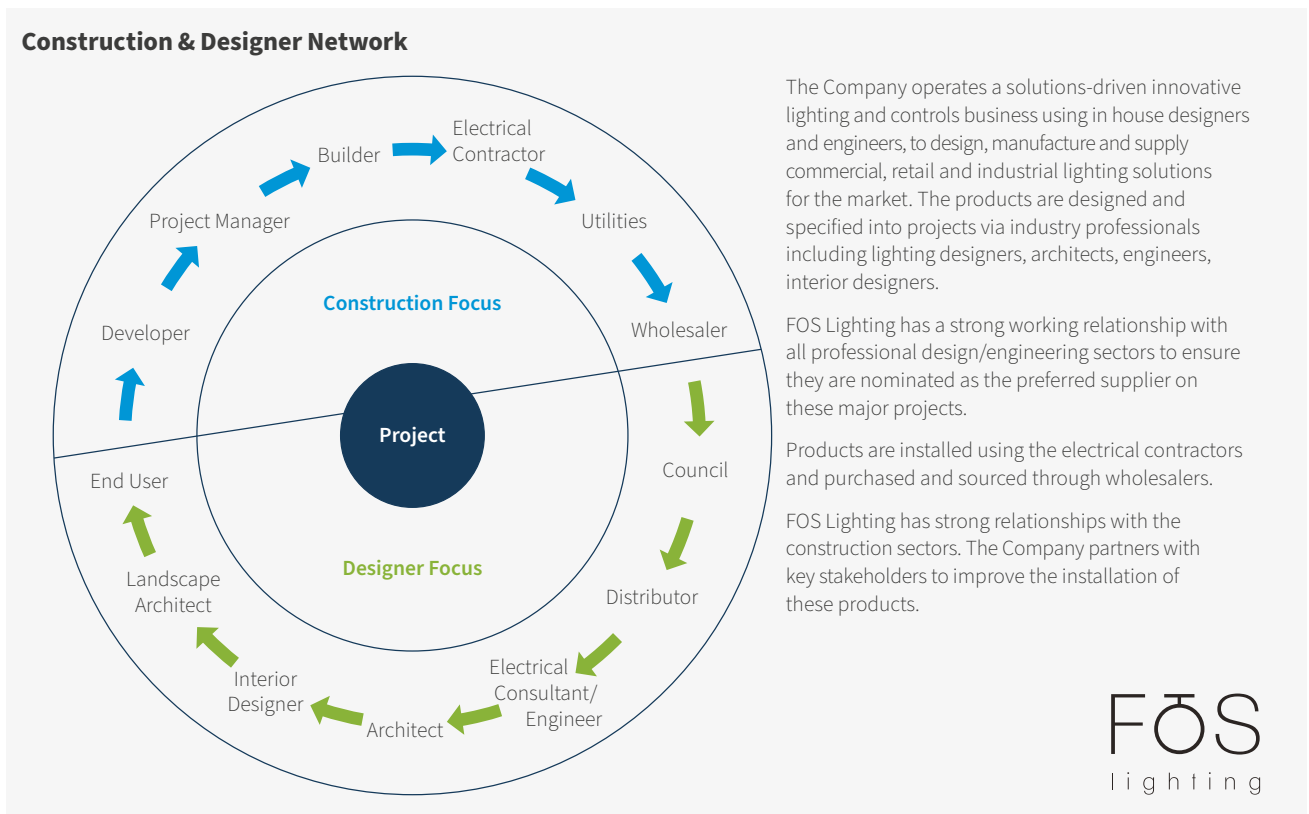 Construction & Designer Network
Electrical
Contractor
Builder
Project Manager
Utilities
Construction Focus
Developer
Wholesaler
Project
End User
Council
Designer Focus
Landscape
Architect
Distributor
Interior
Designer
Electrical
Consultant/
Engineer
Architect
The Company operates a solutions-driven innovative
lighting and controls business using in house designers
and engineers, to design, manufacture and supply
commercial, retail and industrial lighting solutions
for the market. The products are designed and
specified into projects via industry professionals
including lighting designers, architects, engineers,
interior designers.
FOS Lighting has a strong working relationship with
all professional design/engineering sectors to ensure
they are nominated as the preferred supplier on
these major projects.
Products are installed using the electrical contractors
and purchased and sourced through wholesalers.
FOS Lighting has strong relationships with the
construction sectors. The Company partners with
key stakeholders to improve the installation of
these products.
FOS
lighting